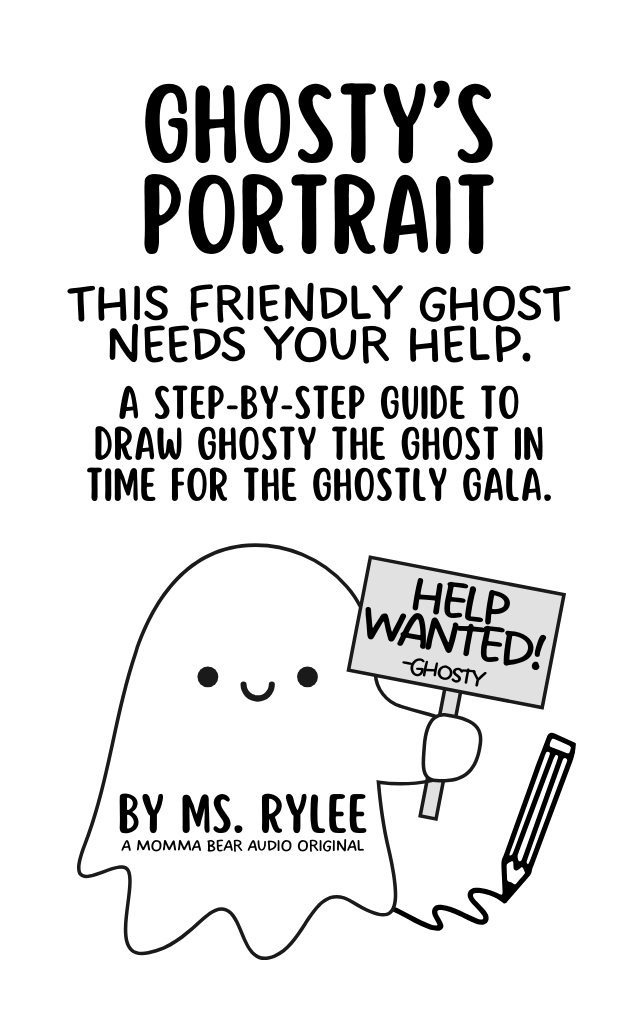 GHOSTY'S
PORTRAIT
THIS FRIENDLY GHOST
NEEDS YOUR HELP.
A STEP-BY-STEP GUIDE TO
DRAW GHOSTY THE GHOST IN
TIME FOR THE GHOSTLY GALA.
HELP
WANTED!
-GHOSTY
BY MS. RYLEE
A MOMMA BEAR AUDIO ORIGINAL